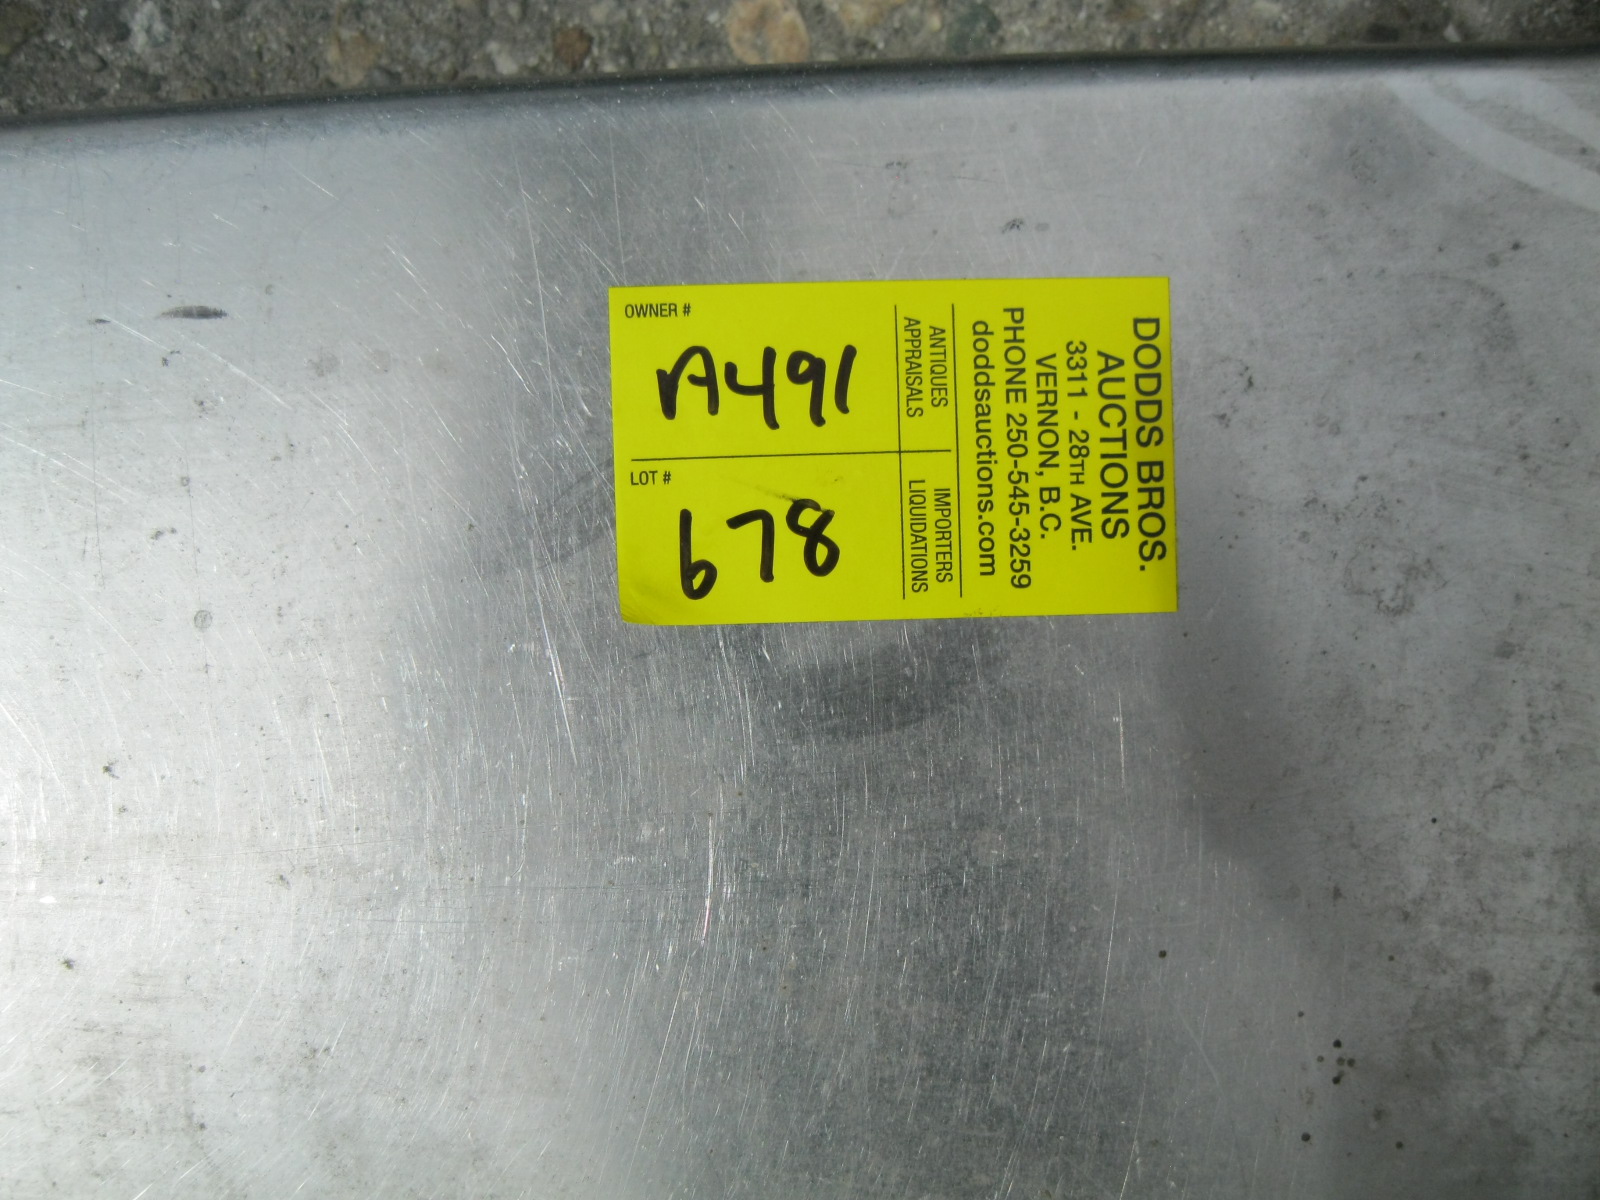 OWNER #
A491
LOT #
678
ANTIQUES
APPRAISALS
IMPORTERS
LIQUIDATIONS
DODDS BROS.
AUCTIONS
3311 - 28TH AVE.
VERNON, B.C.
PHONE 250-545-3259
doddsauctions.com